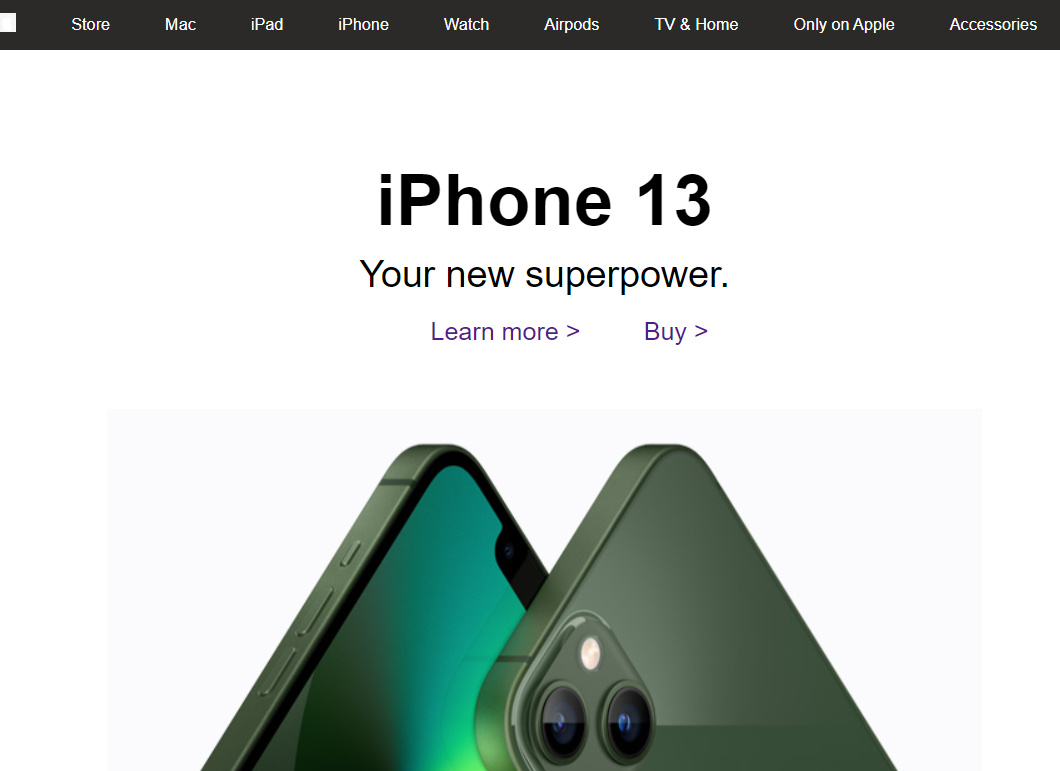 Store Mac iPad iPhone Watch Airpods TV & Home Only on Apple Accessories
iPhone 13
Your new superpower.
Learn more > Buy >